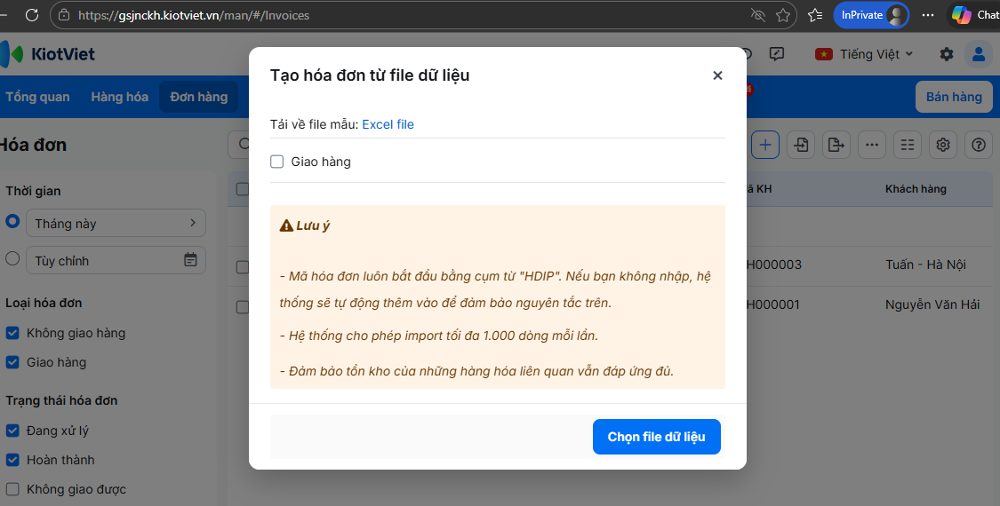 https://gsjnckh.kiotviet.vn/man/#/Invoices
InPrivate
Chat
KiotViet
Tiếng Việt
Tổng quan
Hàng hóa
Đơn hàng
Bán hàng
Hóa đơn
Thời gian
Tháng này
Tùy chỉnh
Loại hóa đơn
Không giao hàng
Giao hàng
Trạng thái hóa đơn
Đang xử lý
Hoàn thành
Không giao được
Tạo hóa đơn từ file dữ liệu
Tải về file mẫu: Excel file
Giao hàng
Lưu ý
- Mã hóa đơn luôn bắt đầu bằng cụm từ "HDIP". Nếu bạn không nhập, hệ
thống sẽ tự động thêm vào để đảm bảo nguyên tắc trên.
- Hệ thống cho phép import tối đa 1.000 dòng mỗi lần.
- Đảm bảo tồn kho của những hàng hóa liên quan vẫn đáp ứng đủ.
Chọn file dữ liệu
KH
Khách hàng
H000003
Tuấn - Hà Nội
H000001
Nguyễn Văn Hải